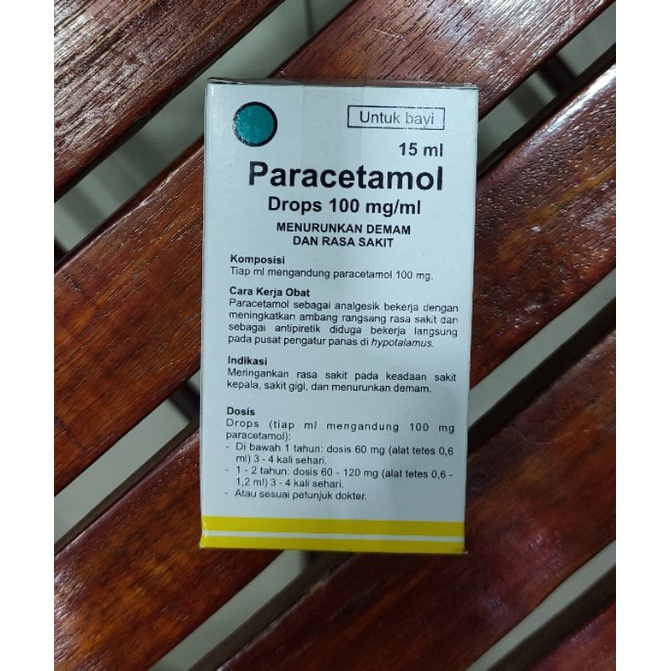 Untuk bayi
15 ml
Paracetamol
Drops 100 mg/ml
MENURUNKAN DEMAM
DAN RASA SAKIT
Komposisi
Tiap ml mengandung paracetamol 100 mg.
Cara Kerja Obat
Paracetamol sebagai analgesik bekerja dengan
meningkatkan ambang rangsang rasa sakit dan
sebagai antipiretik diduga bekerja langsung
pada pusat pengatur panas di hypotalamus.
Indikasi
Meringankan rasa sakit pada keadaan sakit
kepala, sakit gigi, dan menurunkan demam.
Dosis
Drops (tiap ml mengandung 100 mg
paracetamol):
- Di bawah 1 tahun: dosis 60 mg (alat tetes 0,6
ml) 3 - 4 kali sehari.
- 1 - 2 tahun: dosis 60 - 120 mg (alat tetes 0,6 -
1,2 ml) 3 - 4 kali sehari.
- Atau sesuai petunjuk dokter.